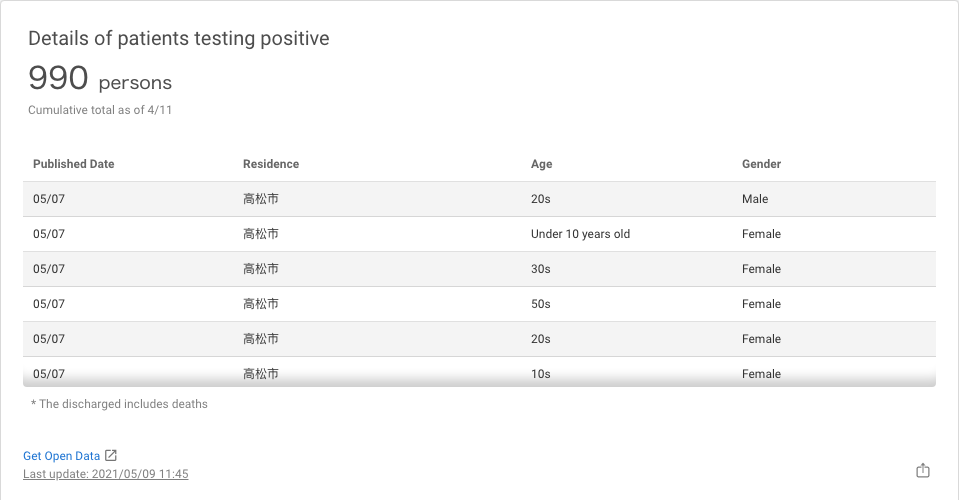 Details of patients testing positive
990 persons
Cumulative total as of 4/11
Published Date Residence Age Gender
05/07 高松市 20s Male
05/07 高松市 Under 10 years old Female
05/07 高松市 30s Female
05/07 高松市 50s Female
05/07 高松市 20s Female
05/07 高松市 10s Female
* The discharged includes deaths
Get Open Data
Last update: 2021/05/09 11:45